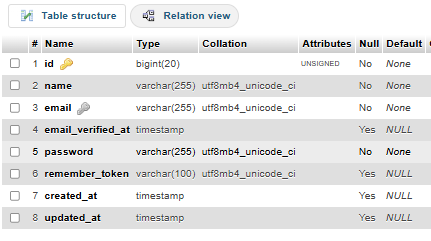 Table structure Relation view
# Name Type Collation Attributes Null Default
1 id bigint(20) UNSIGNED No None
2 name varchar(255) utf8mb4_unicode_ci No None
3 email varchar(255) utf8mb4_unicode_ci No None
4 email_verified_at timestamp Yes NULL
5 password varchar(255) utf8mb4_unicode_ci No None
6 remember_token varchar(100) utf8mb4_unicode_ci Yes NULL
7 created_at timestamp Yes NULL
8 updated_at timestamp Yes NULL